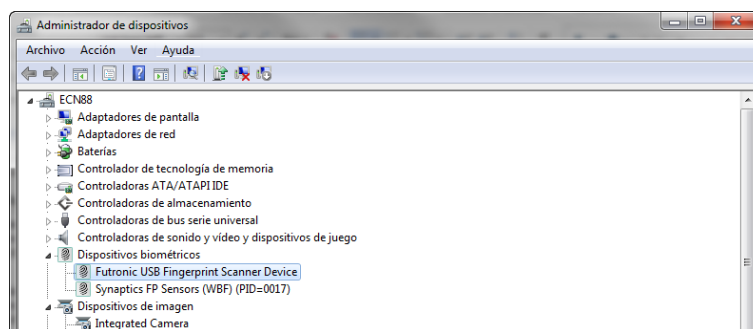 Administrador de dispositivos
Archivo Acción Ver Ayuda
ECN88
Adaptadores de pantalla
Adaptadores de red
Baterías
Controlador de tecnología de memoria
Controladoras ATA/ATAPI IDE
Controladoras de almacenamiento
Controladoras de bus serie universal
Controladoras de sonido y vídeo y dispositivos de juego
Dispositivos biométricos
Futronic USB Fingerprint Scanner Device
Synaptics FP Sensors (WBF) (PID=0017)
Dispositivos de imagen
Integrated Camera